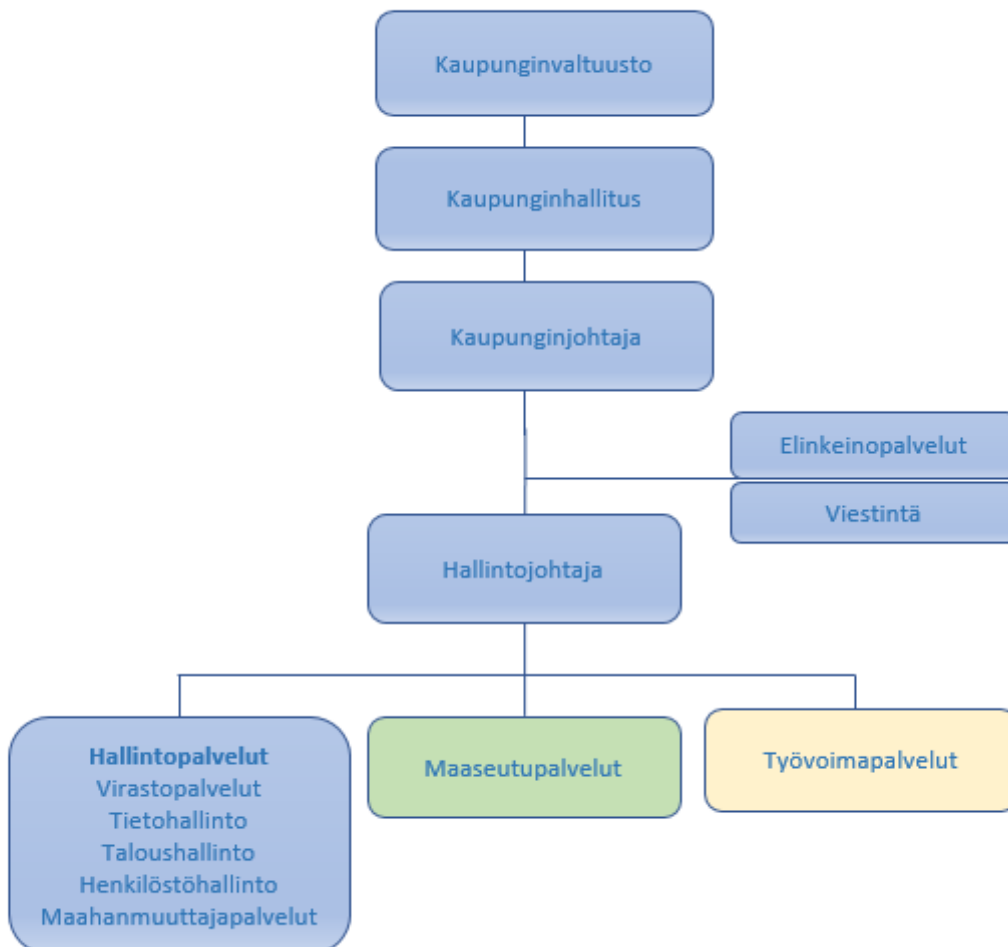 Kaupunginvaltuusto
Kaupunginhallitus
Kaupunginjohtaja
Elinkeinopalvelut
Viestintä
Hallintojohtaja
Hallintopalvelut
Virastopalvelut
Tietohallinto
Taloushallinto
Henkilöstöhallinto
Maahanmuuttajapalvelut
Maaseutupalvelut
Työvoimapalvelut